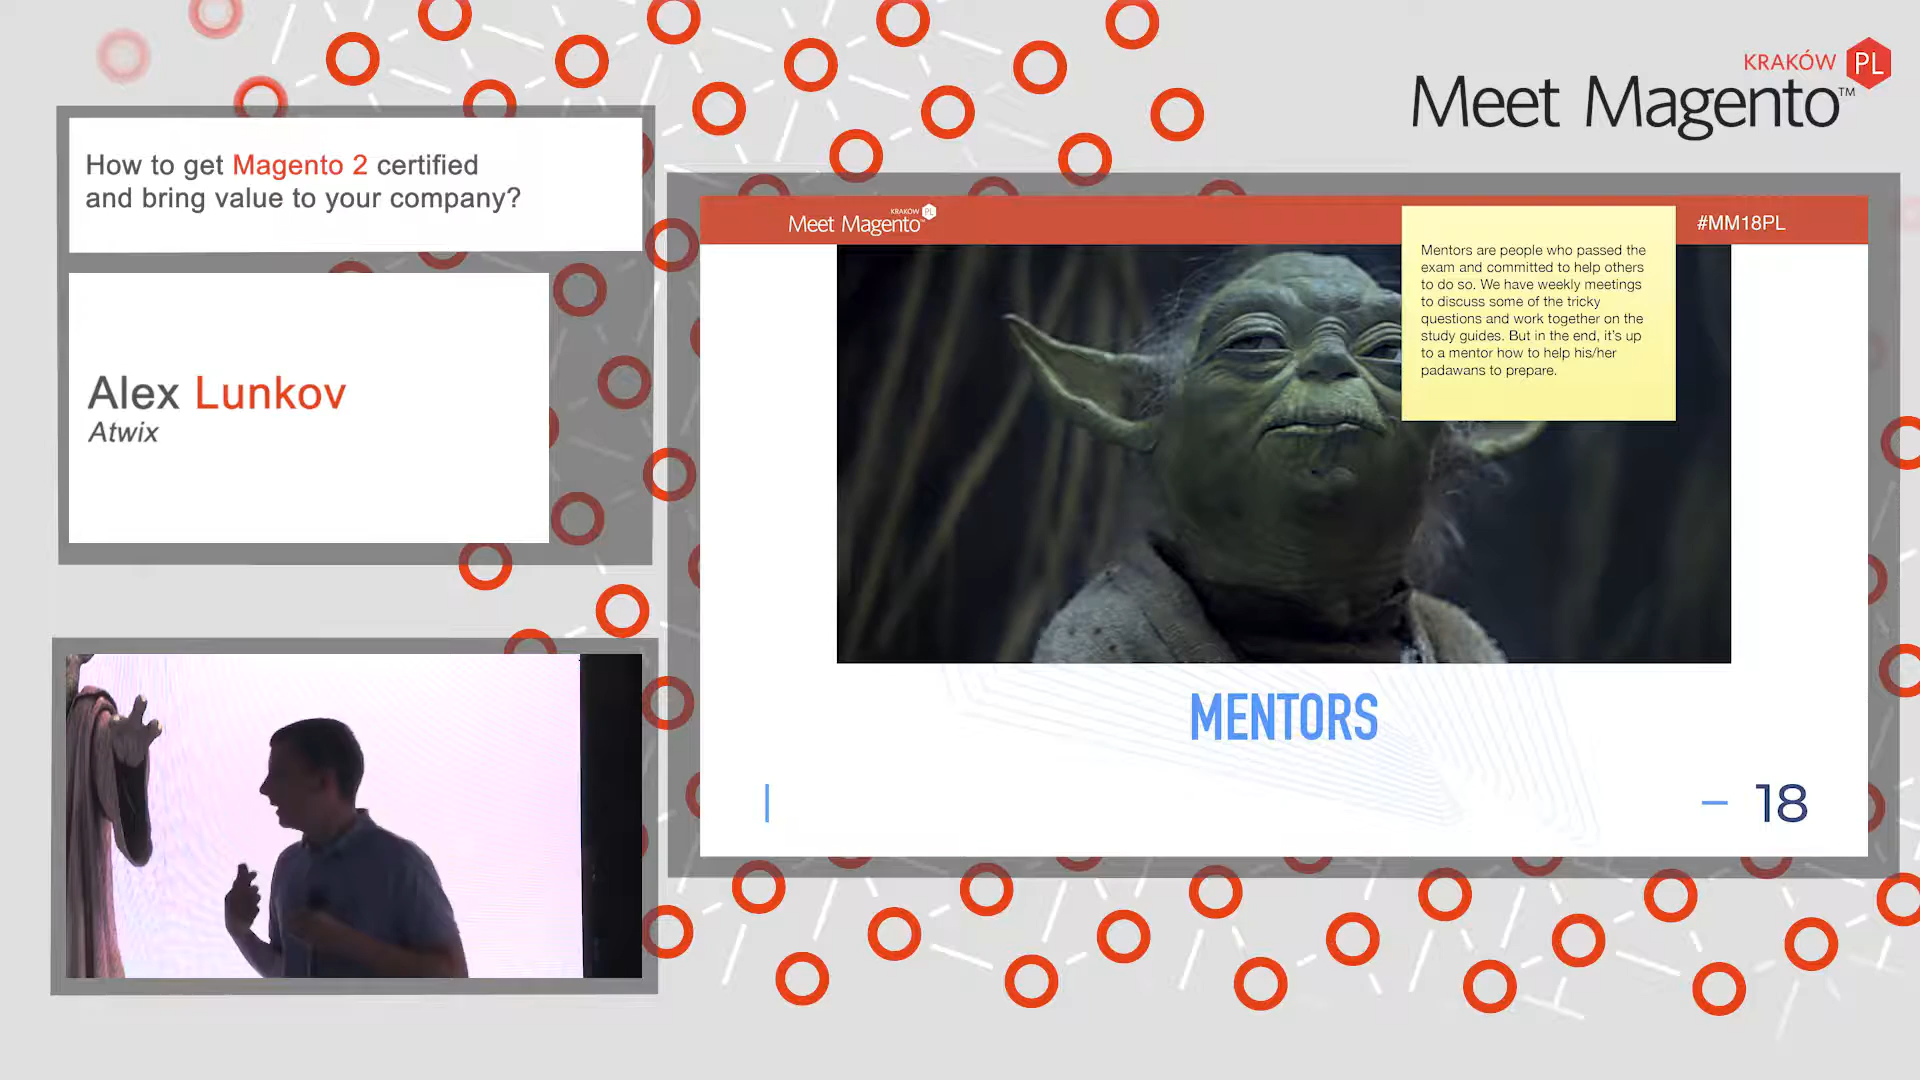 KRAKÓW PL
Meet Magento™
How to get Magento 2 certified
and bring value to your company?
Alex Lunkov
Atwix
KRAKÓW PL
Meet Magento™
#MM18PL
Mentors are people who passed the
exam and committed to help others
to do so. We have weekly meetings
to discuss some of the tricky
questions and work together on the
study guides. But in the end, it's up
to a mentor how to help his/her
padawans to prepare.
MENTORS
– 18